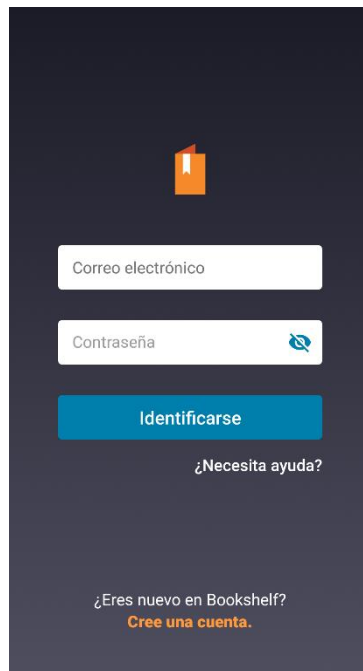 Correo electrónico
Contraseña
Identificarse
¿Necesita ayuda?
¿Eres nuevo en Bookshelf?
Cree una cuenta.